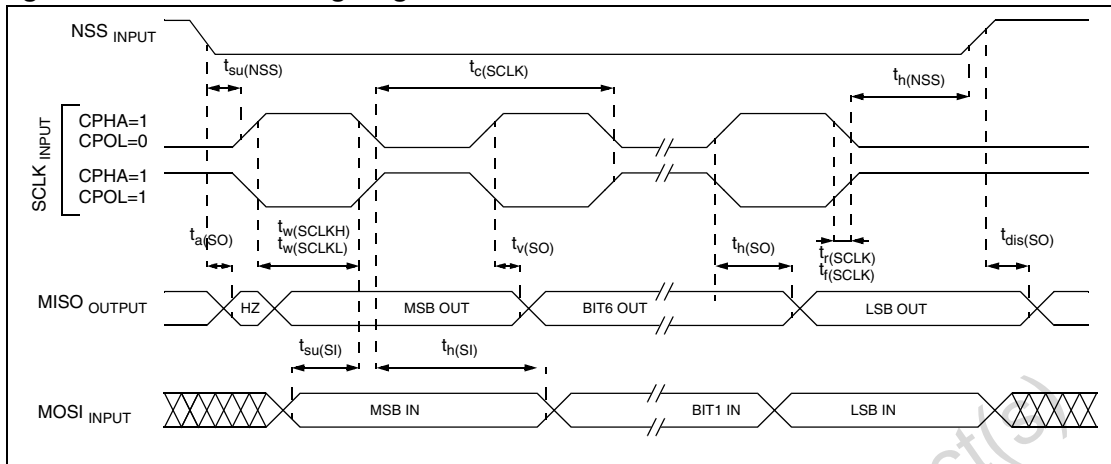 NSS INPUT
tsu(NSS)
tc(SCLK)
th(NSS)
SCLK INPUT
CPHA=1
CPOL=0
CPHA=1
CPOL=1
ta(SO)
tw(SCLKH)
tw(SCLKL)
tv(SO)
th(SO)
tr(SCLK)
tf(SCLK)
tdis(SO)
MISO OUTPUT
HZ
MSB OUT
BIT6 OUT
LSB OUT
tsu(SI)
th(SI)
MOSI INPUT
MSB IN
BIT1 IN
LSB IN